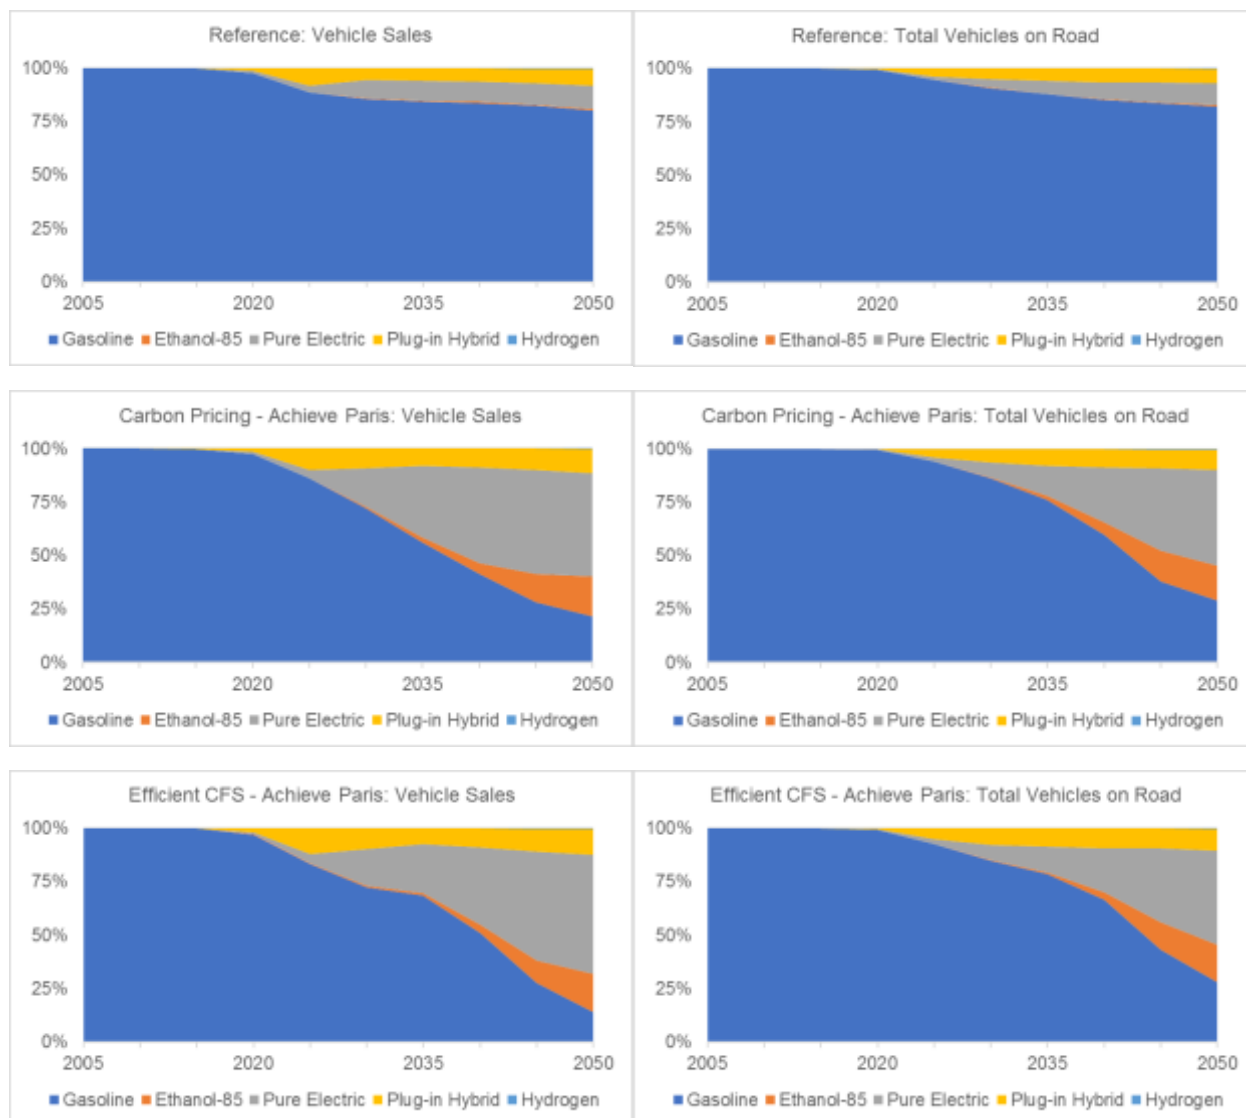 Reference: Vehicle Sales
100%
75%
50%
25%
0%
2005 2020 2035 2050
Gasoline Ethanol-85 Pure Electric Plug-in Hybrid Hydrogen
Reference: Total Vehicles on Road
100%
75%
50%
25%
0%
2005 2020 2035 2050
Gasoline Ethanol-85 Pure Electric Plug-in Hybrid Hydrogen
Carbon Pricing - Achieve Paris: Vehicle Sales
100%
75%
50%
25%
0%
2005 2020 2035 2050
Gasoline Ethanol-85 Pure Electric Plug-in Hybrid Hydrogen
Carbon Pricing - Achieve Paris: Total Vehicles on Road
100%
75%
50%
25%
0%
2005 2020 2035 2050
Gasoline Ethanol-85 Pure Electric Plug-in Hybrid Hydrogen
Efficient CFS - Achieve Paris: Vehicle Sales
100%
75%
50%
25%
0%
2005 2020 2035 2050
Gasoline Ethanol-85 Pure Electric Plug-in Hybrid Hydrogen
Efficient CFS - Achieve Paris: Total Vehicles on Road
100%
75%
50%
25%
0%
2005 2020 2035 2050
Gasoline Ethanol-85 Pure Electric Plug-in Hybrid Hydrogen